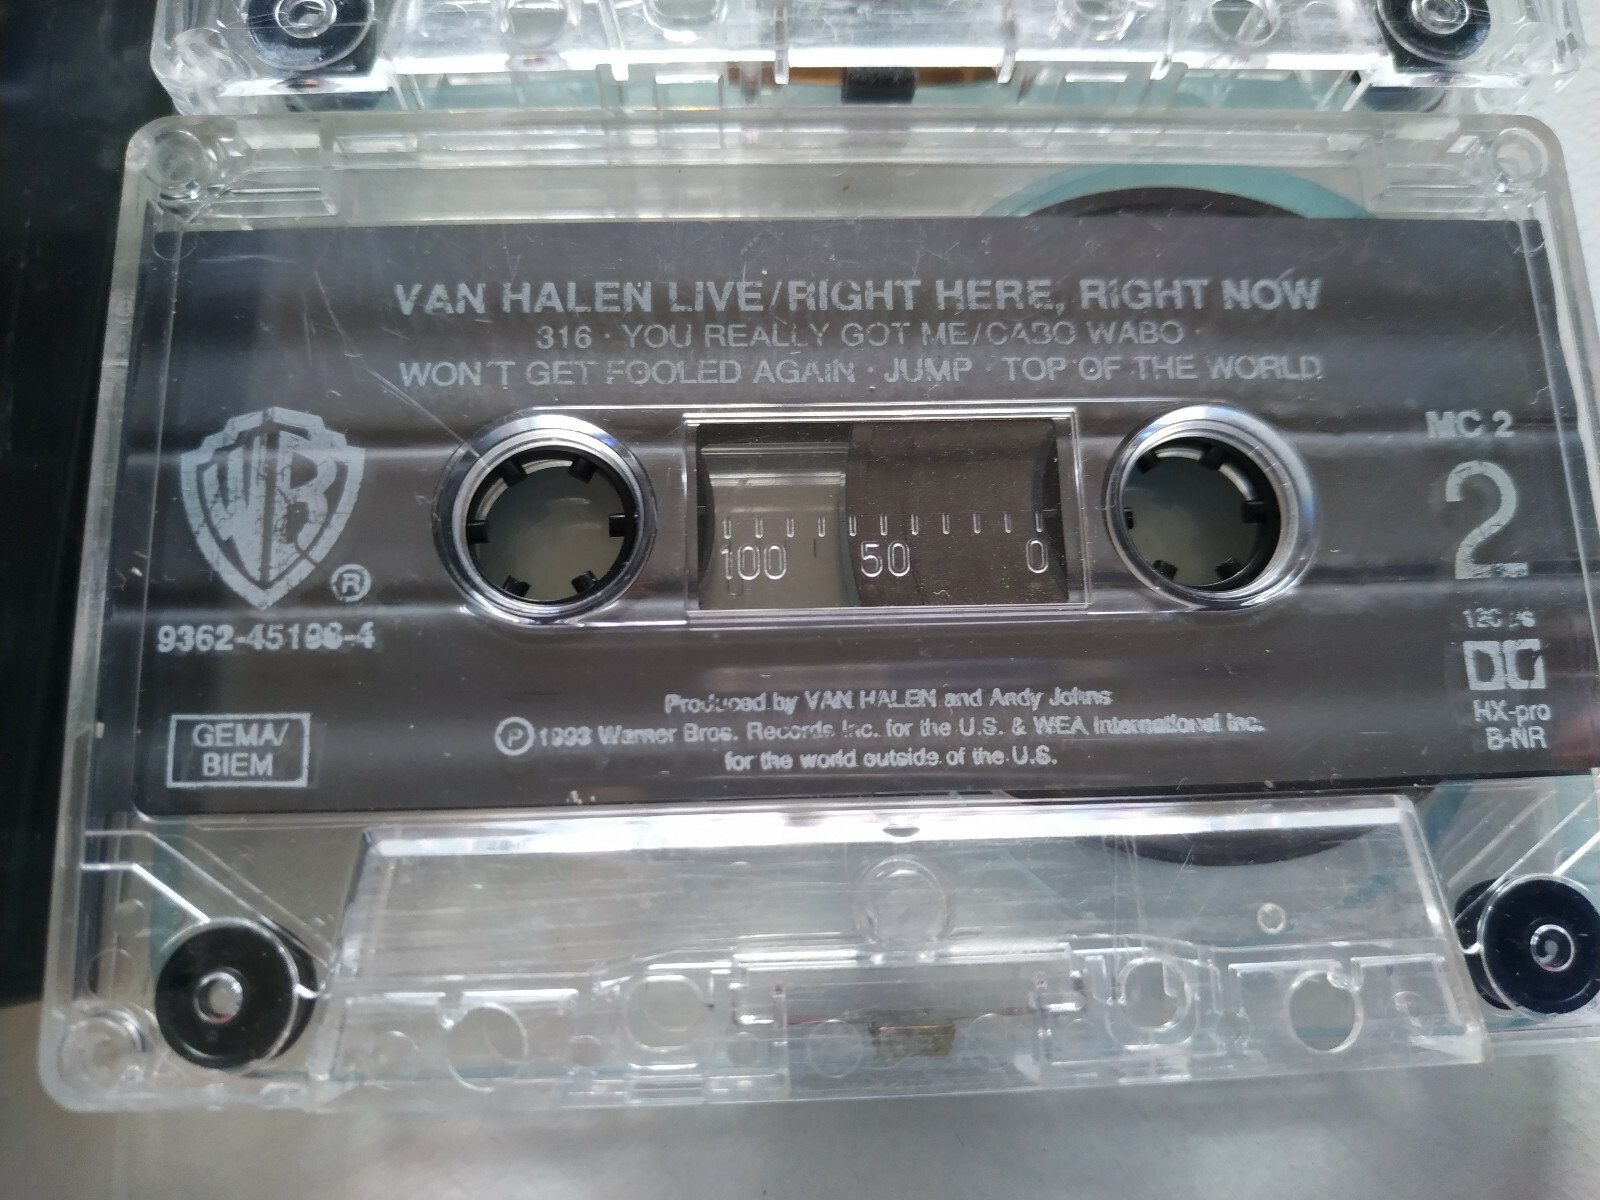 VAN HALEN LIVE/RIGHT HERE, RIGHT NOW
316 · YOU REALLY GOT ME/CABO WABO ·
WON'T GET FOOLED AGAIN · JUMP · TOP OF THE WORLD
MC 2
2
WB
®
9362-45198-4
100 50 0
120 µs
HX-pro
B-NR
GEMA/
BIEM
Produced by VAN HALEN and Andy Johns
Ⓟ 1993 Warner Bros. Records Inc. for the U.S. & WEA International Inc.
for the world outside of the U.S.